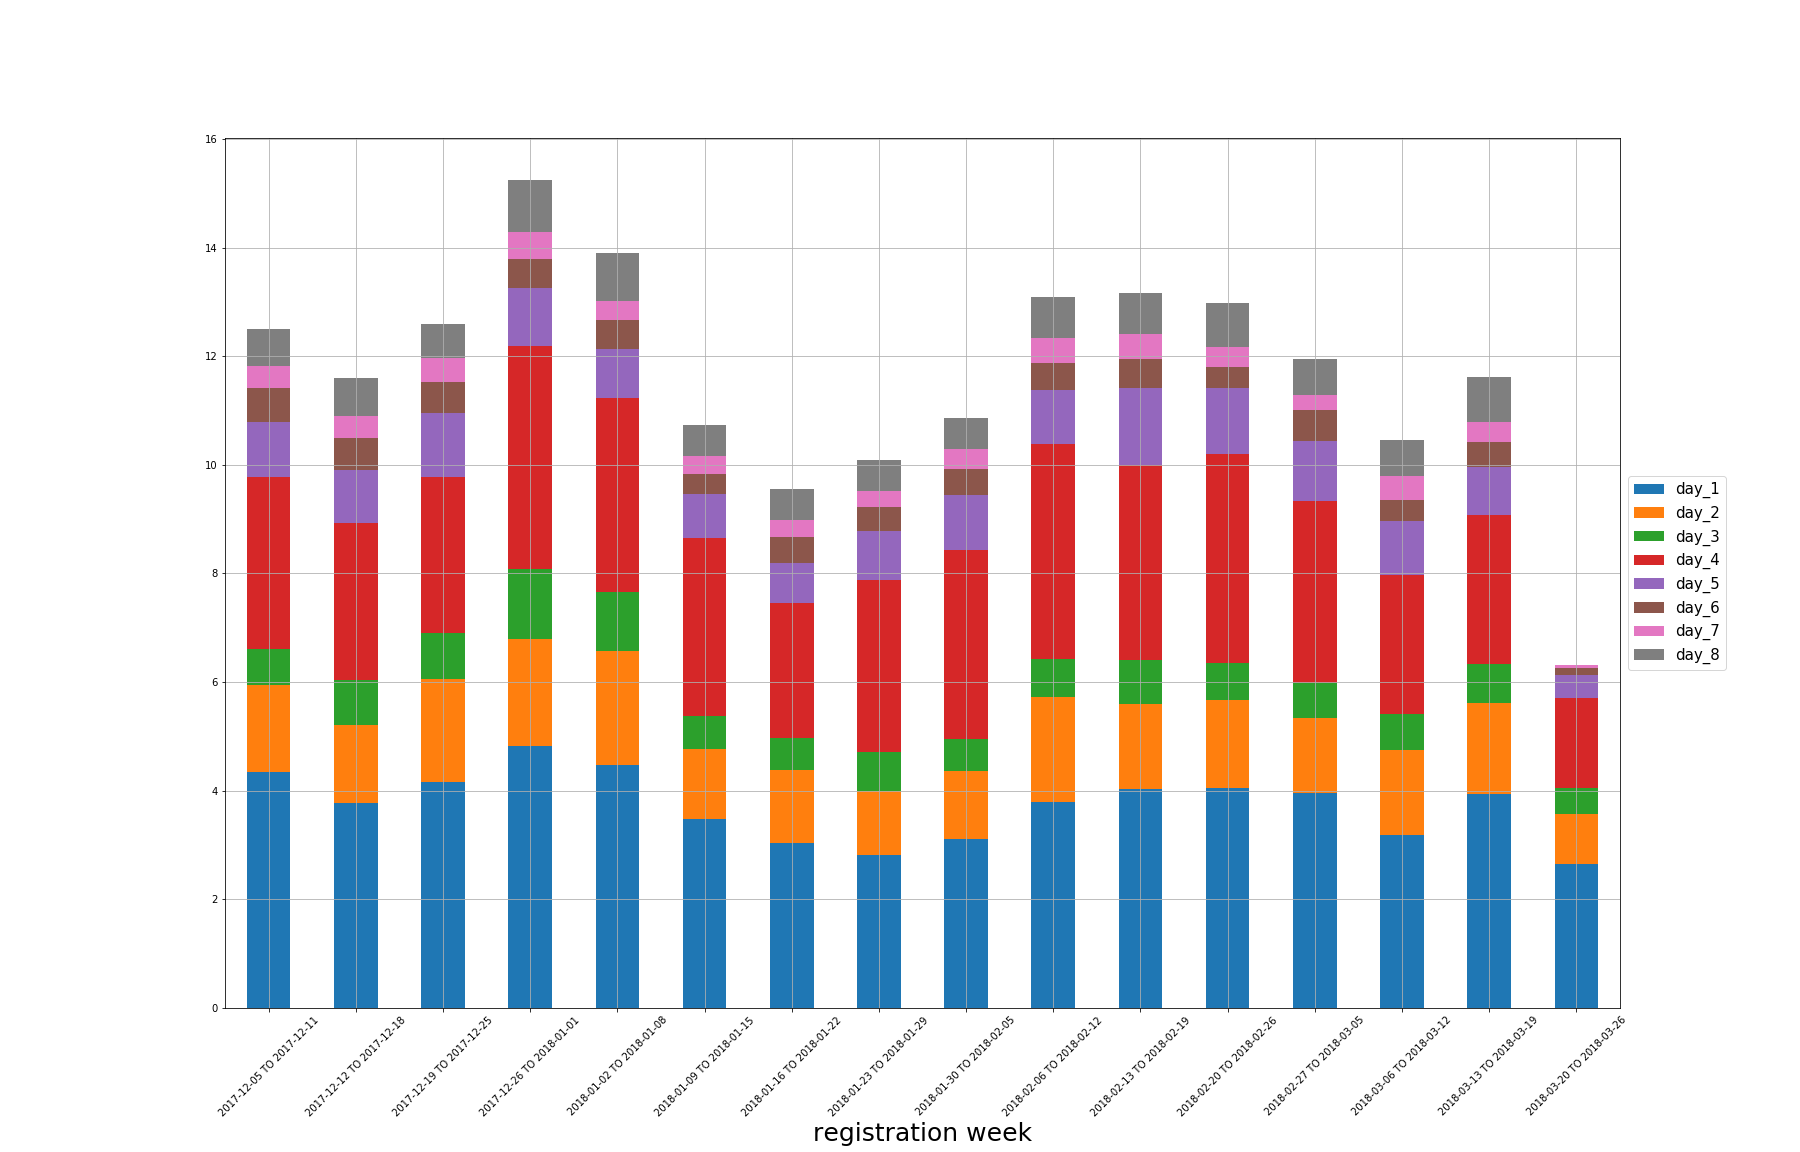 16
14
12
10
8
6
4
2
0
day_1
day_2
day_3
day_4
day_5
day_6
day_7
day_8
2017-12-05 TO 2017-12-11
2017-12-12 TO 2017-12-18
2017-12-19 TO 2017-12-25
2017-12-26 TO 2018-01-01
2018-01-02 TO 2018-01-08
2018-01-09 TO 2018-01-15
2018-01-16 TO 2018-01-22
2018-01-23 TO 2018-01-29
2018-01-30 TO 2018-02-05
2018-02-06 TO 2018-02-12
2018-02-13 TO 2018-02-19
2018-02-20 TO 2018-02-26
2018-02-27 TO 2018-03-05
2018-03-06 TO 2018-03-12
2018-03-13 TO 2018-03-19
2018-03-20 TO 2018-03-26
registration week